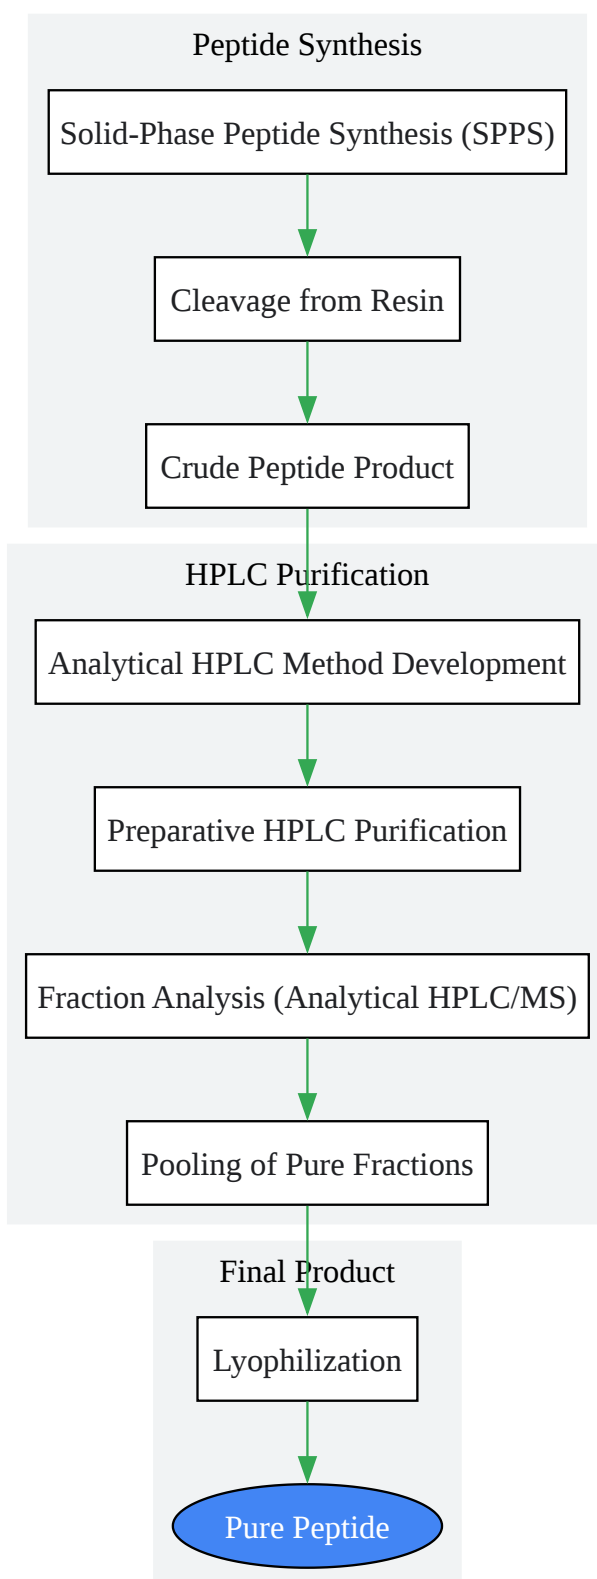 Peptide Synthesis
Solid-Phase Peptide Synthesis (SPPS)
Cleavage from Resin
Crude Peptide Product
HPLC Purification
Analytical HPLC Method Development
Preparative HPLC Purification
Fraction Analysis (Analytical HPLC/MS)
Pooling of Pure Fractions
Final Product
Lyophilization
Pure Peptide